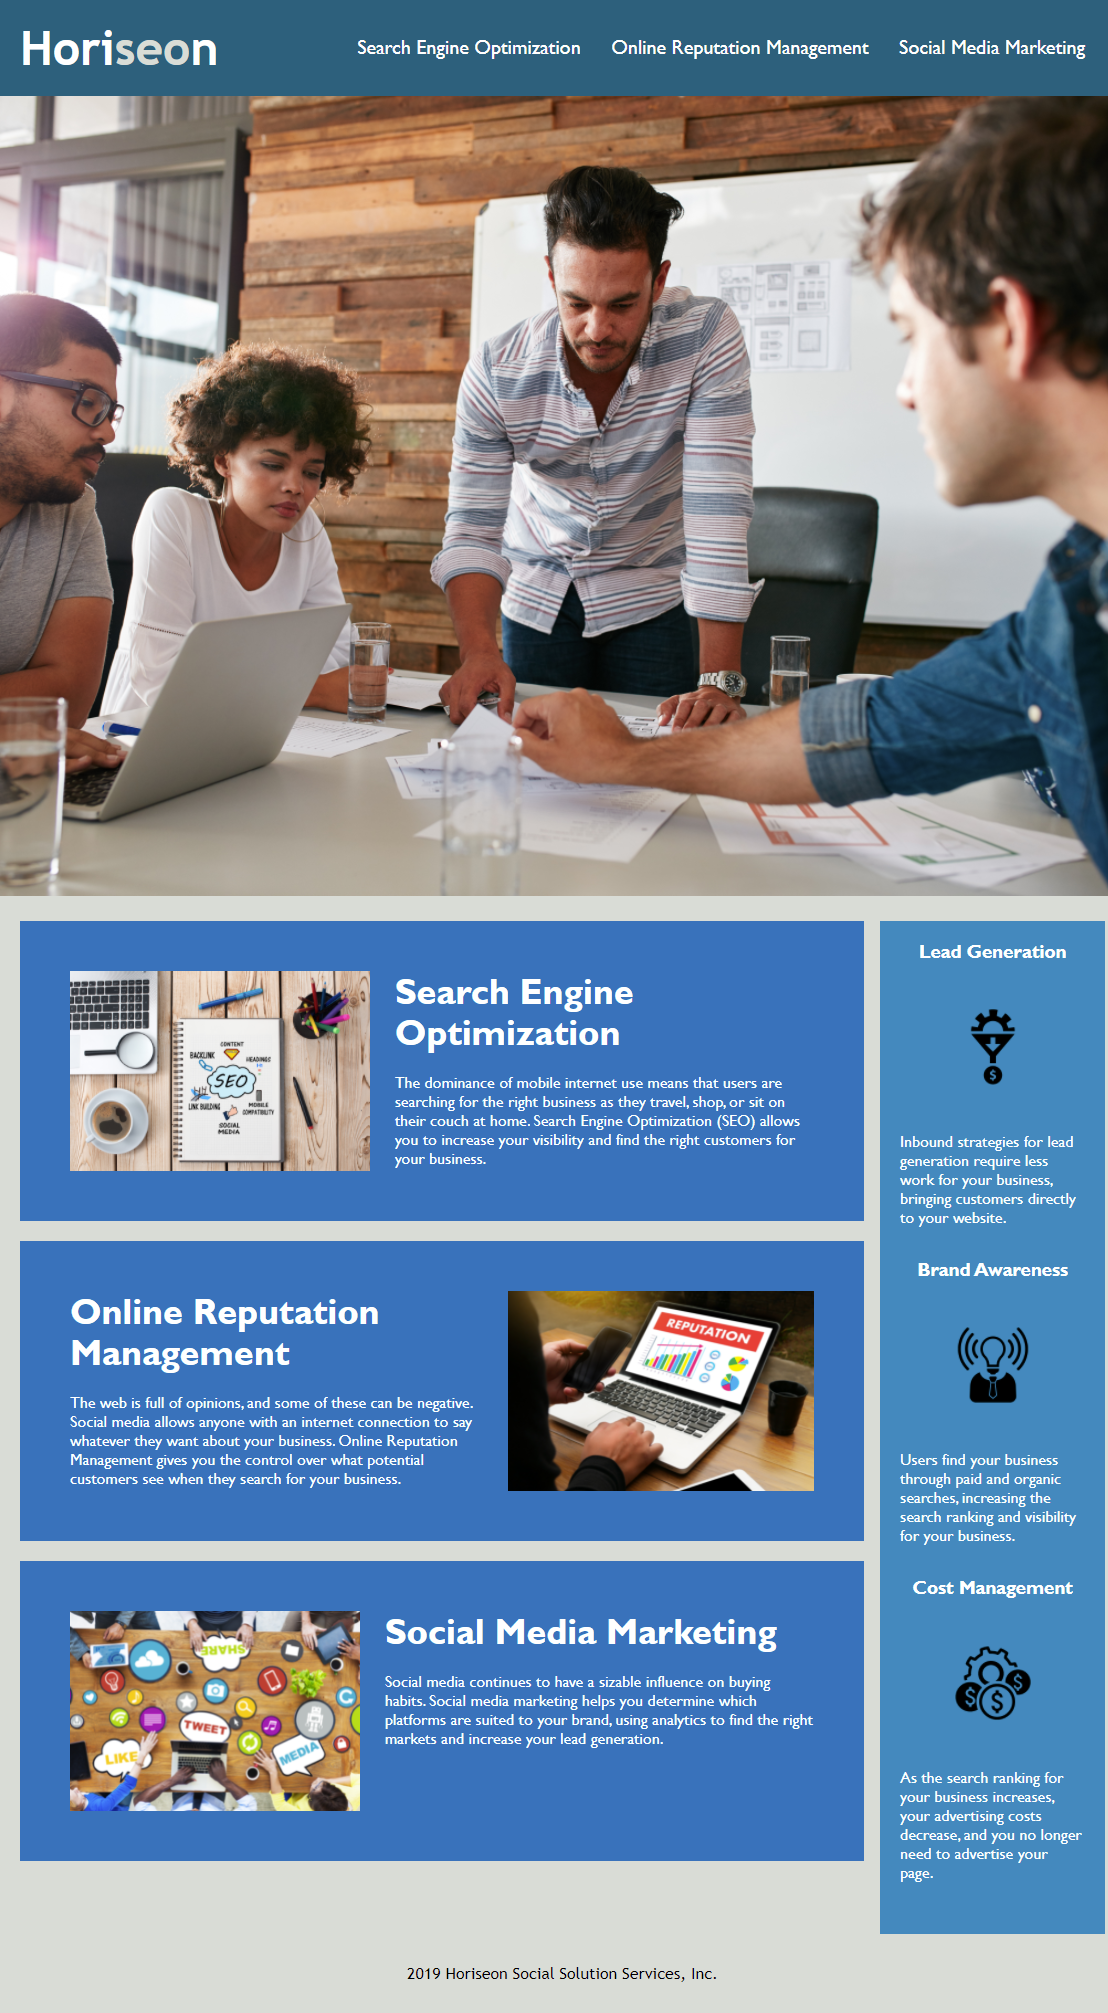 Horiseon
Search Engine Optimization
Online Reputation Management
Social Media Marketing
CONTENT
BACKLINK
HEADINGS
SEO
LINK BUILDING
MOBILE
COMPATIBILITY
SOCIAL
MEDIA
Search Engine
Optimization
The dominance of mobile internet use means that users are
searching for the right business as they travel, shop, or sit on
their couch at home. Search Engine Optimization (SEO) allows
you to increase your visibility and find the right customers for
your business.
Online Reputation
Management
The web is full of opinions, and some of these can be negative.
Social media allows anyone with an internet connection to say
whatever they want about your business. Online Reputation
Management gives you the control over what potential
customers see when they search for your business.
REPUTATION
SHARE
TWEET
LIKE
MEDIA
Social Media Marketing
Social media continues to have a sizable influence on buying
habits. Social media marketing helps you determine which
platforms are suited to your brand, using analytics to find the right
markets and increase your lead generation.
Lead Generation
$
Inbound strategies for lead
generation require less
work for your business,
bringing customers directly
to your website.
Brand Awareness
Users find your business
through paid and organic
searches, increasing the
search ranking and visibility
for your business.
Cost Management
$ $ $
As the search ranking for
your business increases,
your advertising costs
decrease, and you no longer
need to advertise your
page.
2019 Horiseon Social Solution Services, Inc.